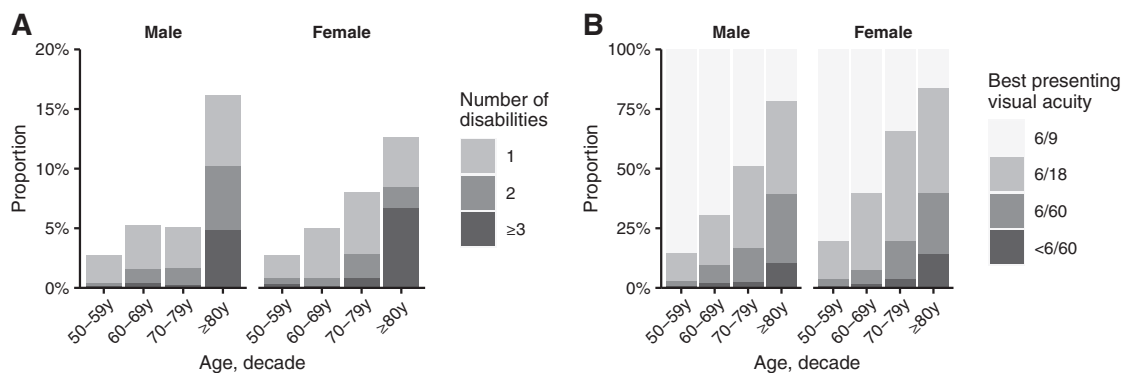 A
Male
Female
20%
15%
10%
5%
0%
Proportion
50–59y
60–69y
70–79y
≥80y
50–59y
60–69y
70–79y
≥80y
Age, decade
Number of
disabilities
1
2
≥3
B
Male
Female
100%
75%
50%
25%
0%
Proportion
50–59y
60–69y
70–79y
≥80y
50–59y
60–69y
70–79y
≥80y
Age, decade
Best presenting
visual acuity
6/9
6/18
6/60
<6/60